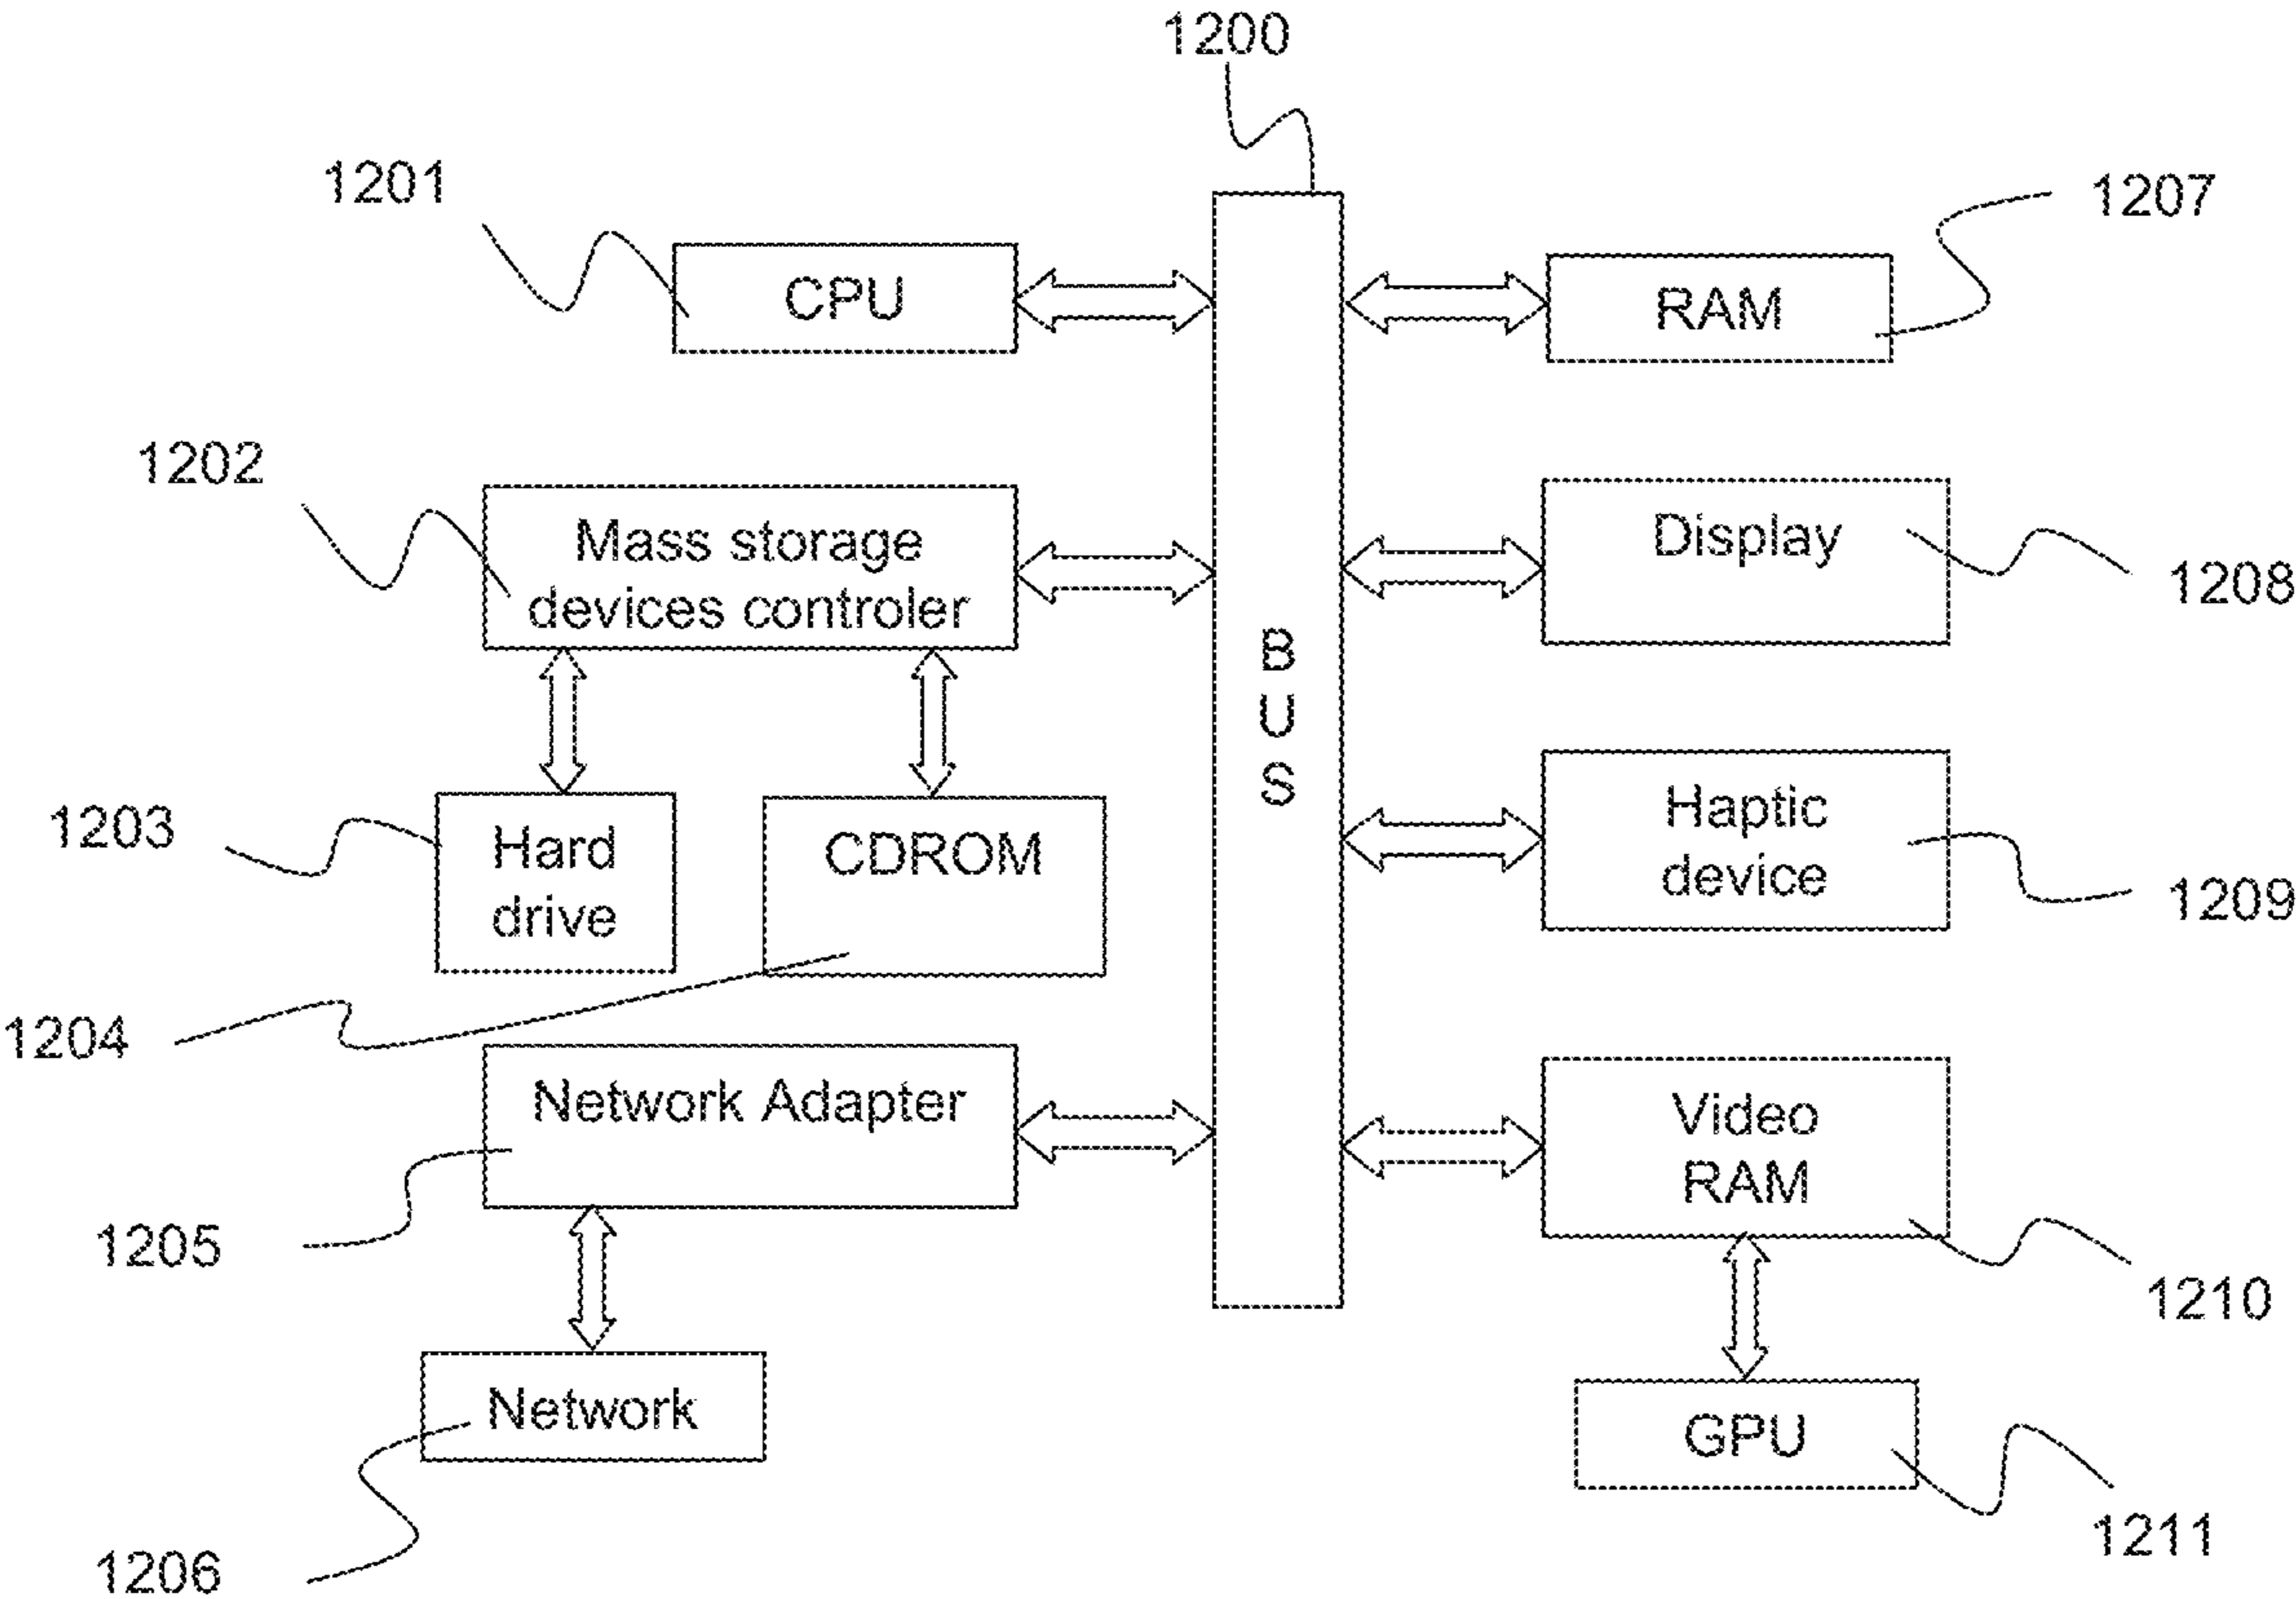 1200
1201
CPU
RAM
1207
1202
Mass storage
devices controler
Display
1208
B
U
S
1203
Hard
drive
CDROM
Haptic
device
1209
1204
Network Adapter
1205
Video
RAM
1210
Network
1206
GPU
1211